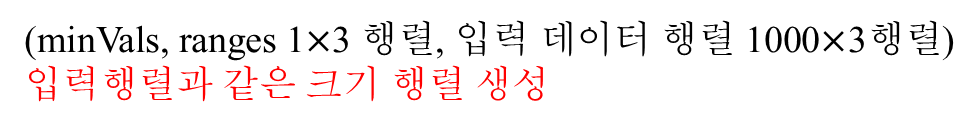 (minVals, ranges 1×3 행렬, 입력 데이터 행렬 1000×3행렬)
입력행렬과 같은 크기 행렬 생성